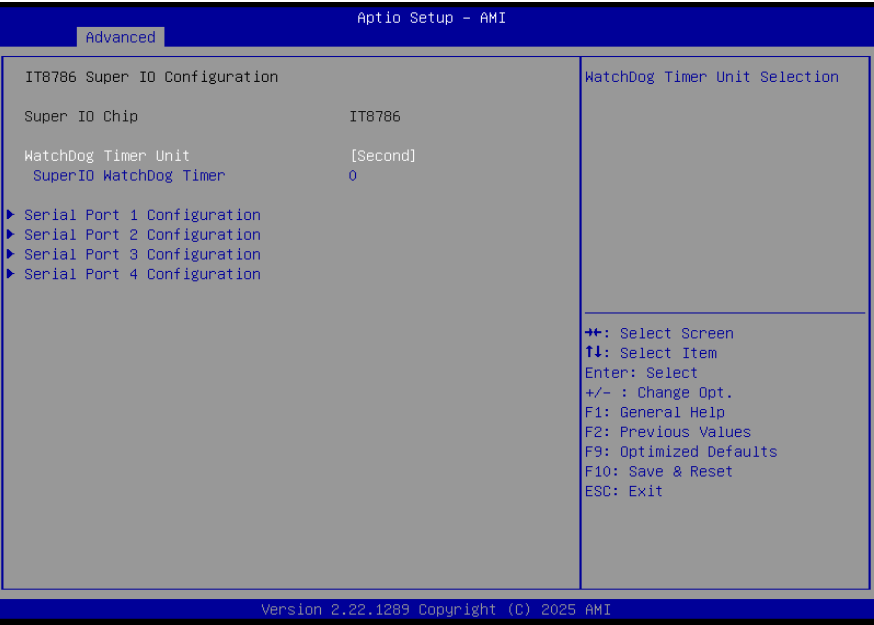 Aptio Setup - AMI
Advanced
IT8786 Super IO Configuration
Super IO Chip IT8786
WatchDog Timer Unit [Second]
SuperIO WatchDog Timer 0
Serial Port 1 Configuration
Serial Port 2 Configuration
Serial Port 3 Configuration
Serial Port 4 Configuration
WatchDog Timer Unit Selection
→←: Select Screen
↑↓: Select Item
Enter: Select
+/- : Change Opt.
F1: General Help
F2: Previous Values
F9: Optimized Defaults
F10: Save & Reset
ESC: Exit
Version 2.22.1289 Copyright (C) 2025 AMI